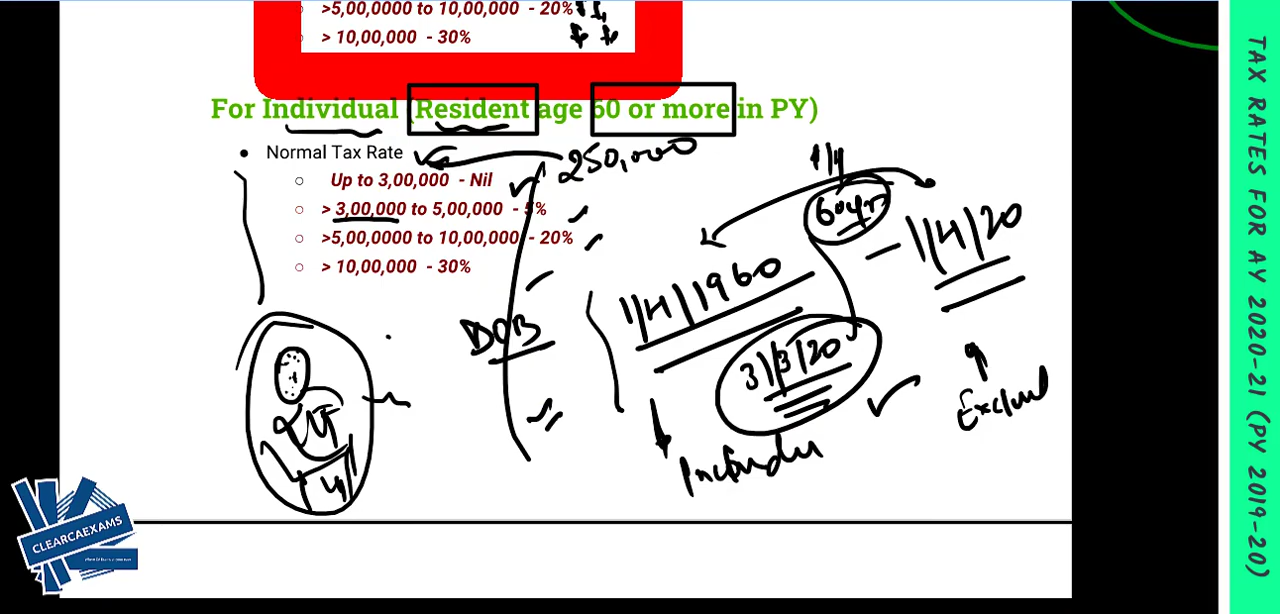 >5,00,0000 to 10,00,000 - 20%
> 10,00,000 - 30%
For Individual (Resident age 60 or more in PY)
Normal Tax Rate
250,000
Up to 3,00,000 - Nil
> 3,00,000 to 5,00,000 - 5%
>5,00,0000 to 10,00,000 - 20%
> 10,00,000 - 30%
1/4
60 yrs
1/4/20
1/4/1960
DOB
31/3/20
CLEARCAEXAMS
TAX RATES FOR AY 2020-21 (PY 2019-20)